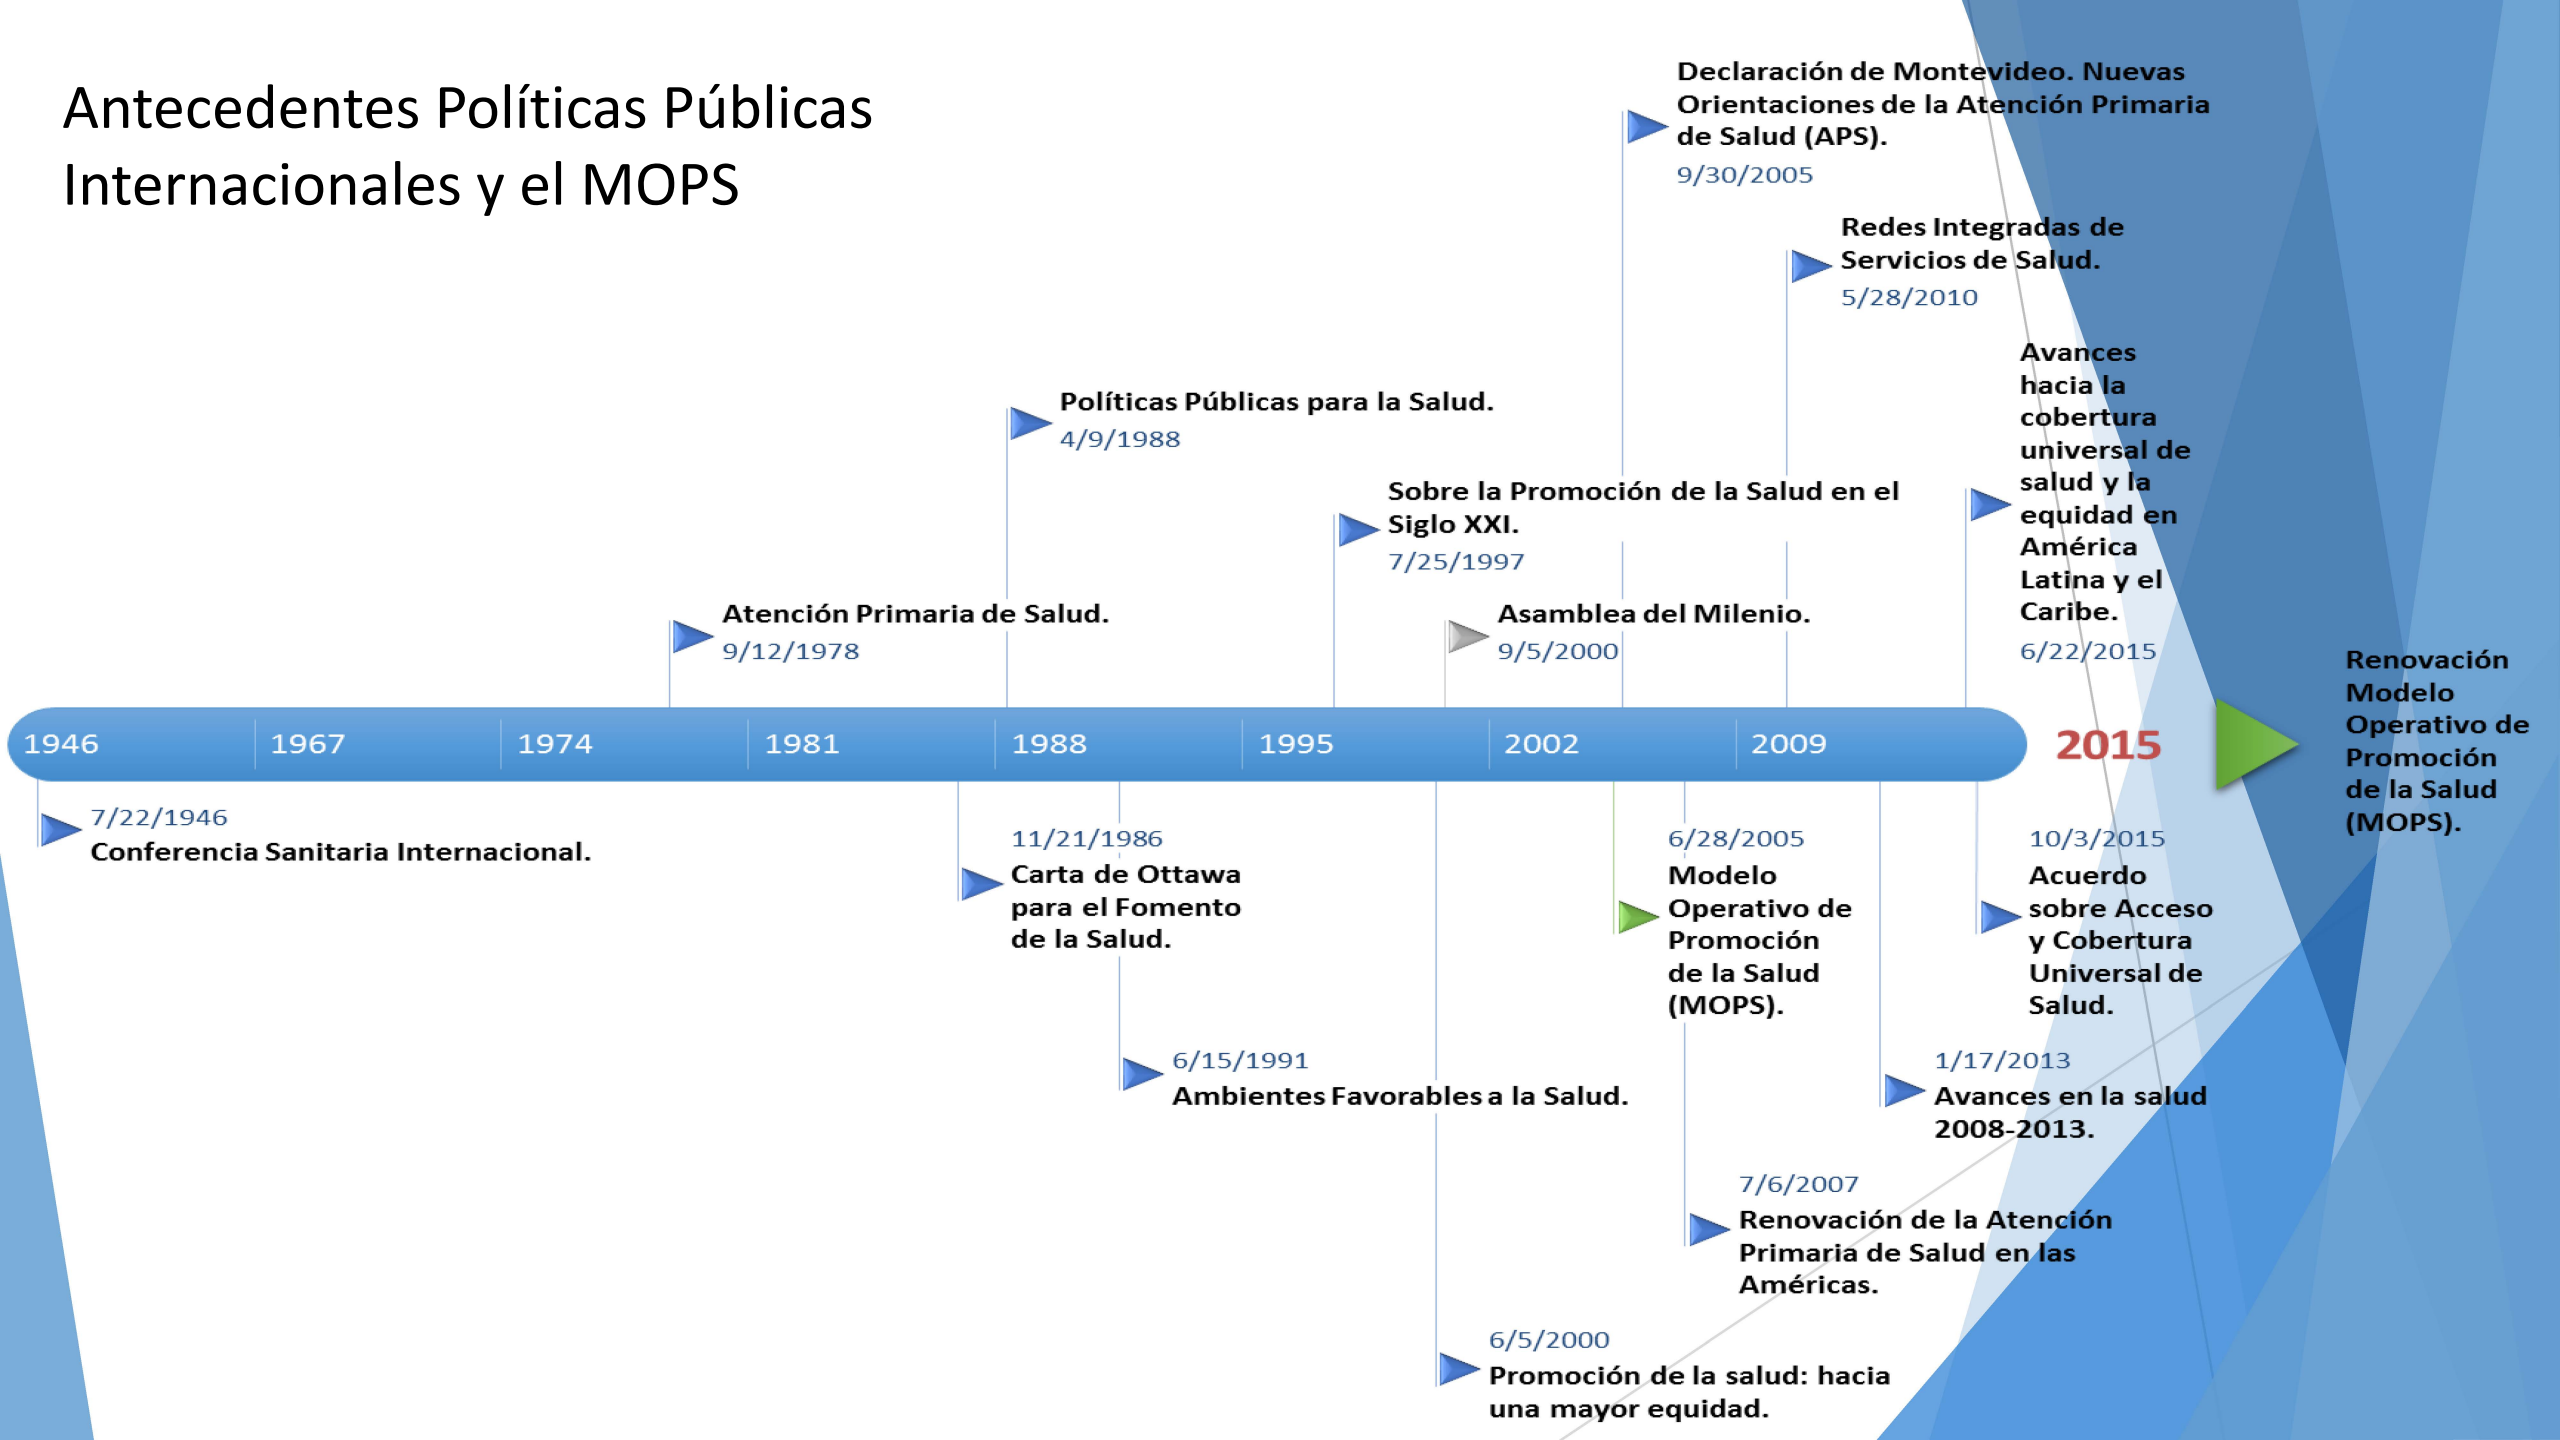 Antecedentes Políticas Públicas
Internacionales y el MOPS
Declaración de Montevideo. Nuevas
Orientaciones de la Atención Primaria
de Salud (APS).
9/30/2005
Redes Integradas de
Servicios de Salud.
5/28/2010
Avances
hacia la
cobertura
universal de
salud y la
equidad en
América
Latina y el
Caribe.
6/22/2015
Políticas Públicas para la Salud.
4/9/1988
Sobre la Promoción de la Salud en el
Siglo XXI.
7/25/1997
Atención Primaria de Salud.
9/12/1978
Asamblea del Milenio.
9/5/2000
1946 1967 1974 1981 1988 1995 2002 2009 2015
Renovación
Modelo
Operativo de
Promoción
de la Salud
(MOPS).
7/22/1946
Conferencia Sanitaria Internacional.
11/21/1986
Carta de Ottawa
para el Fomento
de la Salud.
6/28/2005
Modelo
Operativo de
Promoción
de la Salud
(MOPS).
10/3/2015
Acuerdo
sobre Acceso
y Cobertura
Universal de
Salud.
6/15/1991
Ambientes Favorables a la Salud.
1/17/2013
Avances en la salud
2008-2013.
7/6/2007
Renovación de la Atención
Primaria de Salud en las
Américas.
6/5/2000
Promoción de la salud: hacia
una mayor equidad.